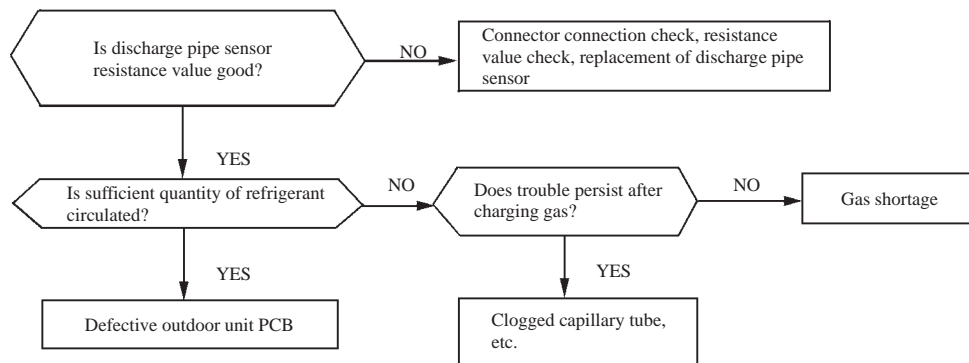 Is discharge pipe sensor
resistance value good?
NO
Connector connection check, resistance
value check, replacement of discharge pipe
sensor
YES
Is sufficient quantity of refrigerant
circulated?
NO
Does trouble persist after
charging gas?
NO
Gas shortage
YES
Defective outdoor unit PCB
YES
Clogged capillary tube,
etc.